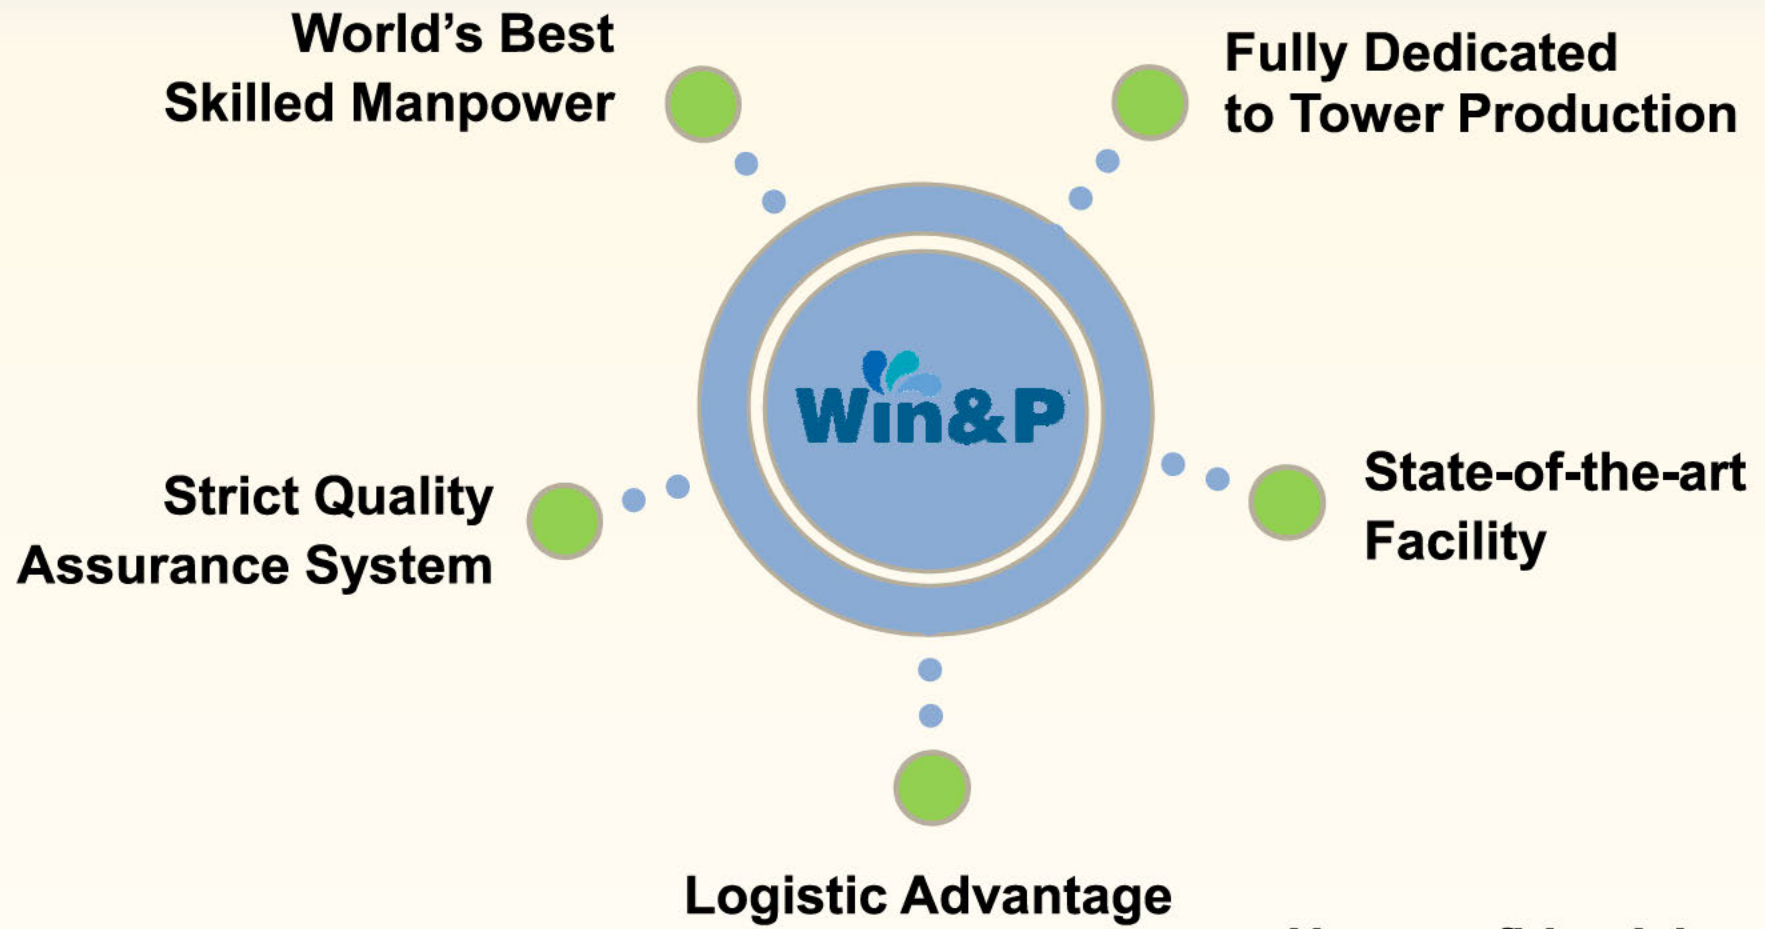 World's Best
Skilled Manpower
Fully Dedicated
to Tower Production
Win&P
Strict Quality
Assurance System
State-of-the-art
Facility
Logistic Advantage